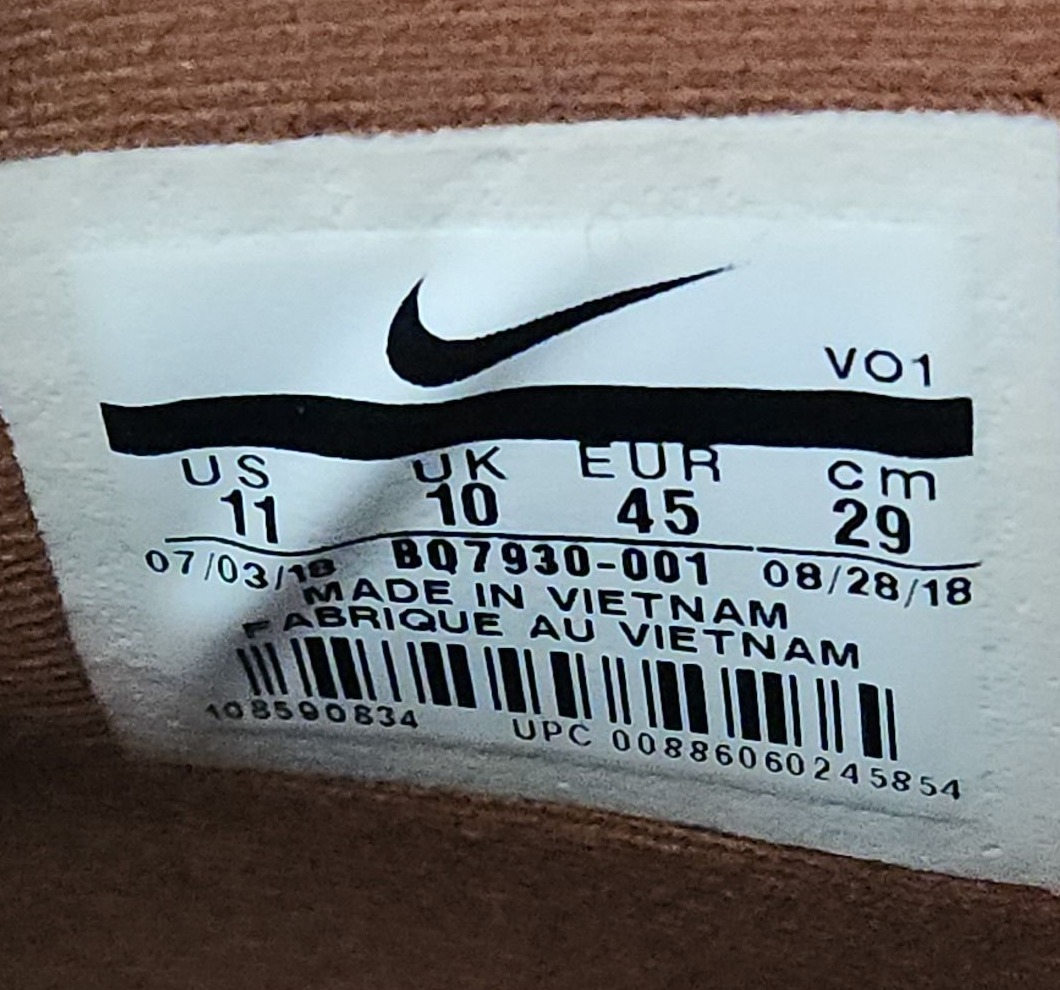 VO1
US UK EUR cm
11 10 45 29
07/03/18 BQ7930-001 08/28/18
MADE IN VIETNAM
FABRIQUE AU VIETNAM
108590834 UPC 00886060245854